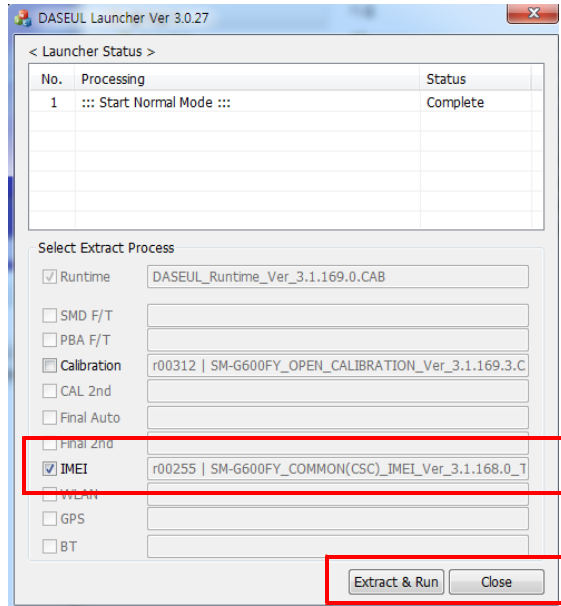 DASEUL Launcher Ver 3.0.27
< Launcher Status >
No. Processing Status
1 ::: Start Normal Mode ::: Complete
Select Extract Process
Runtime DASEUL_Runtime_Ver_3.1.169.0.CAB
SMD F/T
PBA F/T
Calibration r00312 | SM-G600FY_OPEN_CALIBRATION_Ver_3.1.169.3.C
CAL 2nd
Final Auto
Final 2nd
IMEI r00255 | SM-G600FY_COMMON(CSC)_IMEI_Ver_3.1.168.0_T
WLAN
GPS
BT
Extract & Run Close